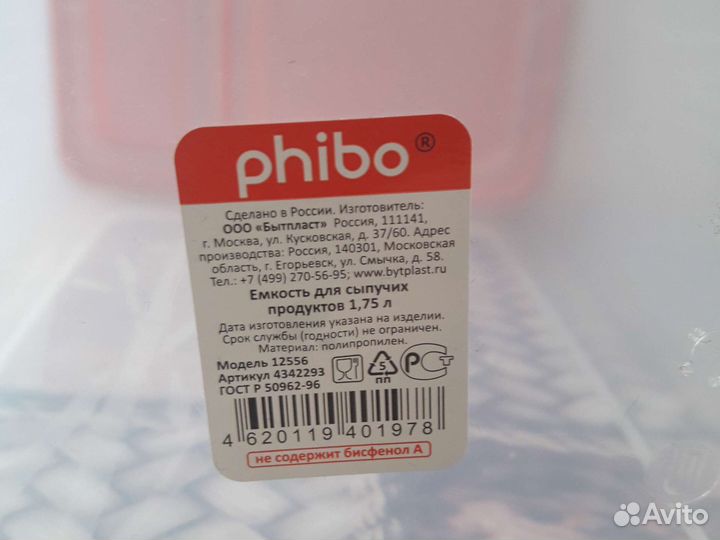 phibo ®
Сделано в России. Изготовитель:
ООО «Бытпласт» Россия, 111141,
г. Москва, ул. Кусковская, д. 37/60. Адрес
производства: Россия, 140301, Московская
область, г. Егорьевск, ул. Смычка, д. 58.
Тел.: +7 (499) 270-56-95; www.bytplast.ru
Емкость для сыпучих
продуктов 1,75 л
Дата изготовления указана на изделии.
Срок службы (годности) не ограничен.
Материал: полипропилен.
Модель 12556
Артикул 4342293
ГОСТ Р 50962-96
5
ПП
РСТ
4 620119 401978
не содержит бисфенол А
Avito